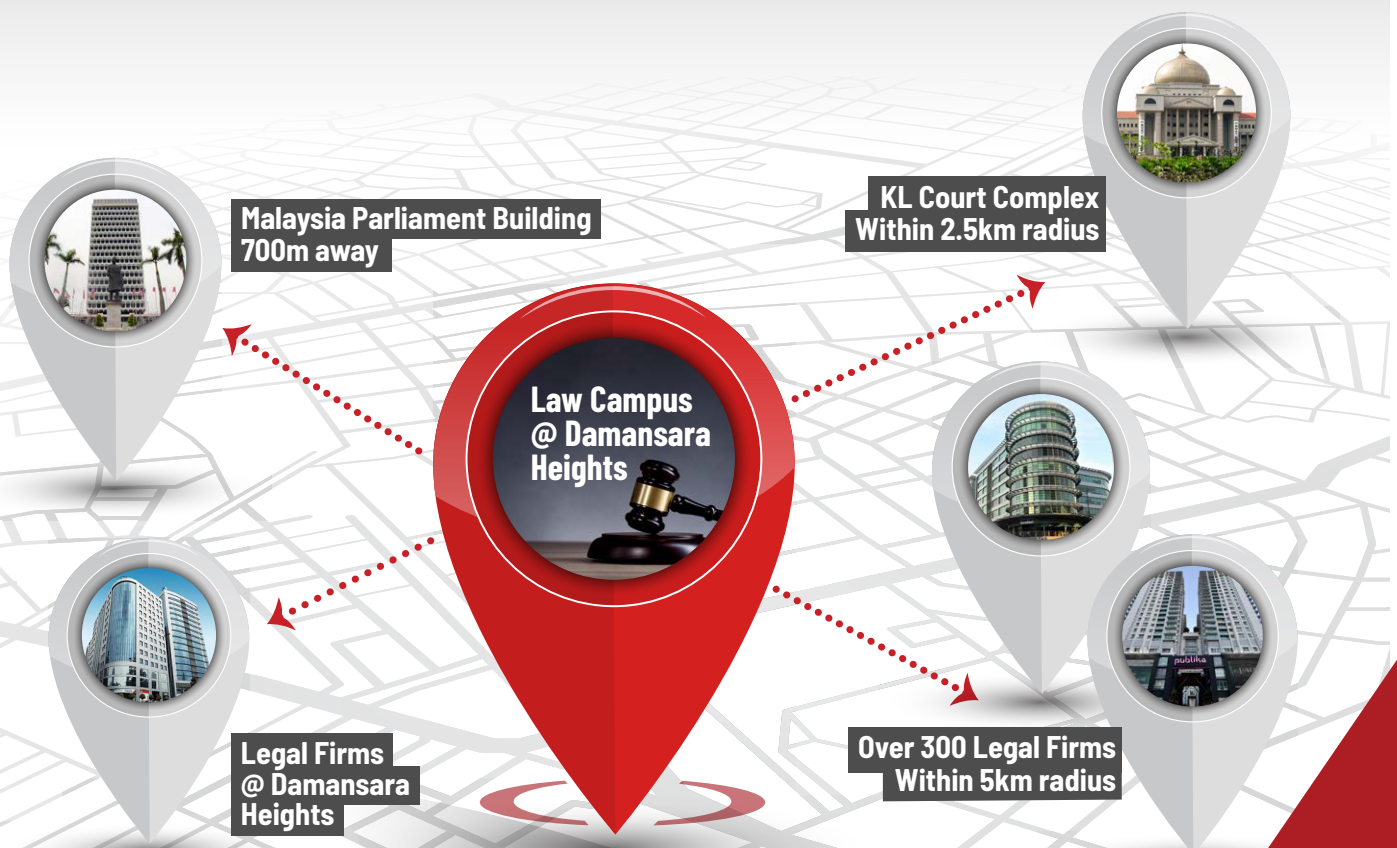 Malaysia Parliament Building
700m away
KL Court Complex
Within 2.5km radius
Law Campus
@ Damansara
Heights
publika
Legal Firms
@ Damansara
Heights
Over 300 Legal Firms
Within 5km radius